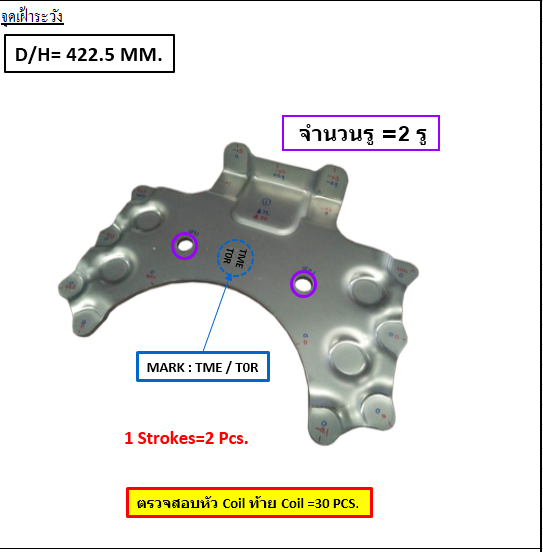 จุดเฝ้าระวัง
D/H= 422.5 MM.
จำนวนรู =2 รู
TME
T0R
MARK : TME / T0R
1 Strokes=2 Pcs.
ตรวจสอบหัว Coil ท้าย Coil =30 PCS.